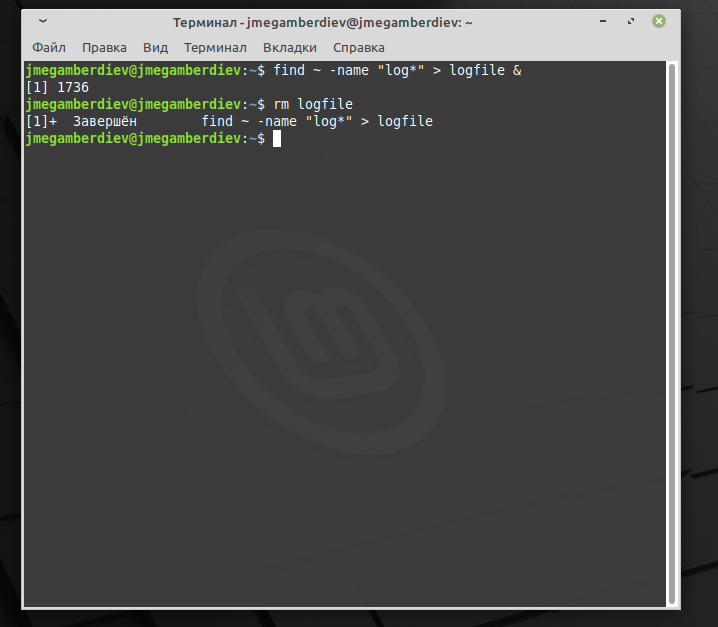 Терминал - jmegamberdiev@jmegamberdiev: ~
Файл Правка Вид Терминал Вкладки Справка
jmegamberdiev@jmegamberdiev:~$ find ~ -name "log*" > logfile &
[1] 1736
jmegamberdiev@jmegamberdiev:~$ rm logfile
[1]+  Завершён        find ~ -name "log*" > logfile
jmegamberdiev@jmegamberdiev:~$